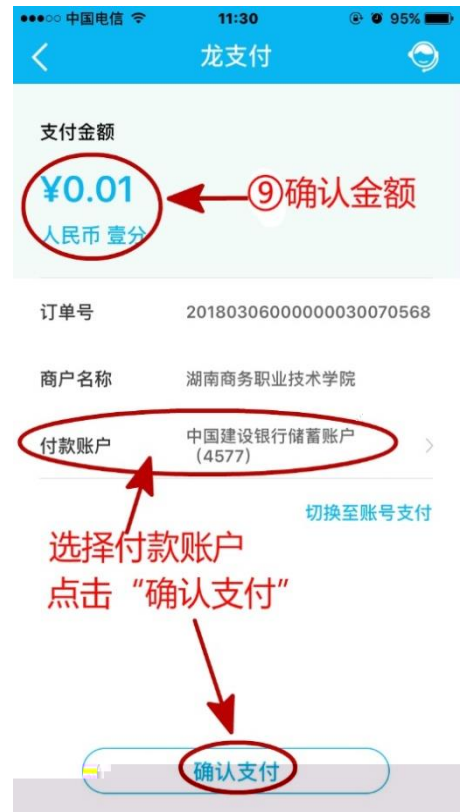 中国电信 11:30 95%
龙支付
支付金额
¥0.01
⑨确认金额
人民币 壹分
订单号 20180306000000030070568
商户名称 湖南商务职业技术学院
付款账户 中国建设银行储蓄账户
（4577）
切换至账号支付
选择付款账户
点击“确认支付”
确认支付